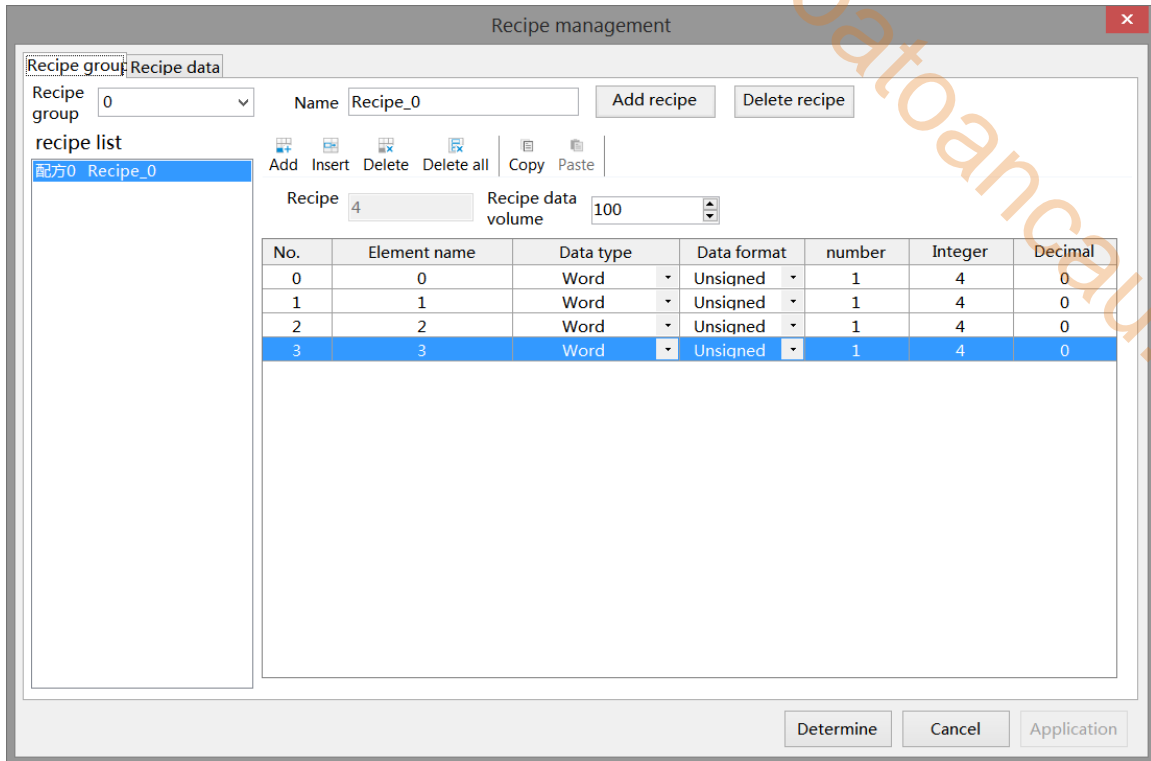 Recipe management
Recipe group Recipe data
Recipe group 0 Name Recipe_0 Add recipe Delete recipe
recipe list
Add Insert Delete Delete all Copy Paste
配方0 Recipe_0
Recipe 4 Recipe data volume 100
No. Element name Data type Data format number Integer Decimal
0 0 Word Unsigned 1 4 0
1 1 Word Unsigned 1 4 0
2 2 Word Unsigned 1 4 0
3 3 Word Unsigned 1 4 0
Determine Cancel Application